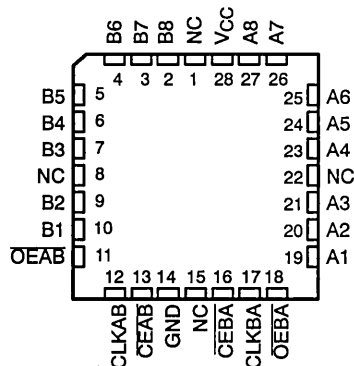 B6 B7 B8 NC VCC A8 A7
4 3 2 1 28 27 26
B5 5 25 A6
B4 6 24 A5
B3 7 23 A4
NC 8 22 NC
B2 9 21 A3
B1 10 20 A2
OEAB 11 19 A1
12 13 14 15 16 17 18
CLKAB CEAB GND NC CEBA CLKBA OEBA